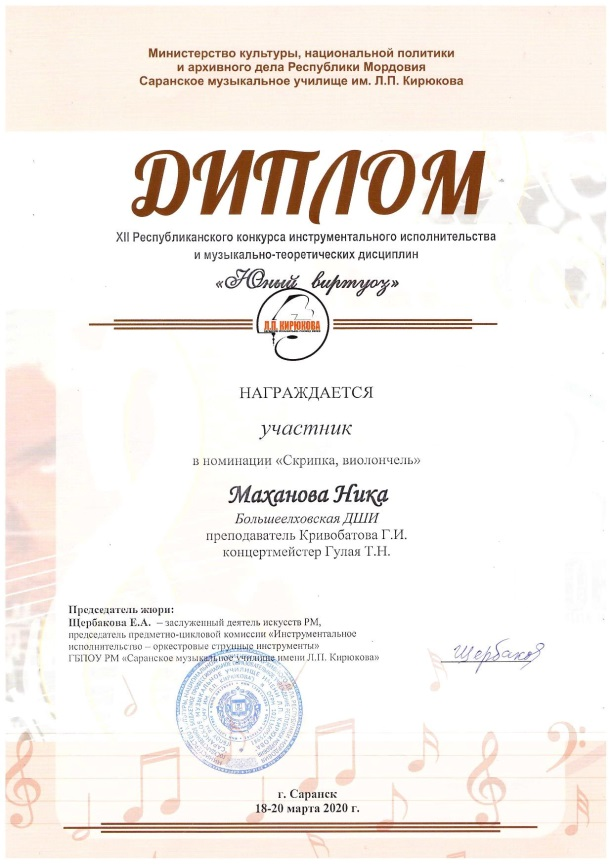 Министерство культуры, национальной политики
и архивного дела Республики Мордовия
Саранское музыкальное училище им. Л.П. Кирюкова
ДИПЛОМ
XII Республиканского конкурса инструментального исполнительства
и музыкально-теоретических дисциплин
«Юный виртуоз»
Л.П. КИРЮКОВА
НАГРАЖДАЕТСЯ
участник
в номинации «Скрипка, виолончель»
Маханова Ника
Большеелховская ДШИ
преподаватель Кривобатова Г.И.
концертмейстер Гулая Т.Н.
Председатель жюри:
Щербакова Е.А. – заслуженный деятель искусств РМ,
председатель предметно-цикловой комиссии «Инструментальное
исполнительство – оркестровые струнные инструменты»
ГБПОУ РМ «Саранское музыкальное училище имени Л.П. Кирюкова»
Щербакова
г. Саранск
18-20 марта 2020 г.